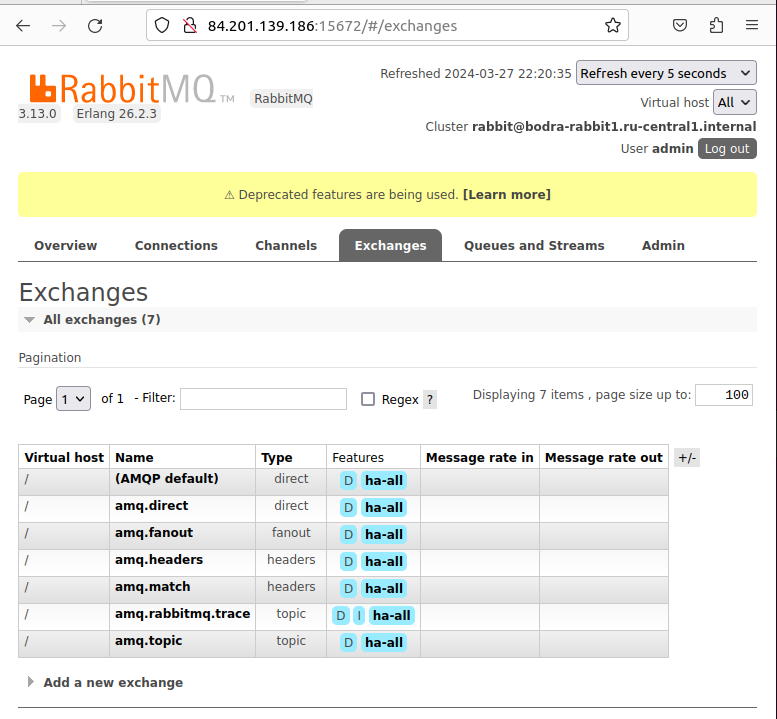 84.201.139.186:15672/#/exchanges
RabbitMQ TM RabbitMQ
3.13.0 Erlang 26.2.3
Refreshed 2024-03-27 22:20:35 Refresh every 5 seconds
Virtual host All
Cluster rabbit@bodra-rabbit1.ru-central1.internal
User admin Log out
⚠ Deprecated features are being used. [Learn more]
Overview Connections Channels Exchanges Queues and Streams Admin
Exchanges
All exchanges (7)
Pagination
Page 1 of 1 - Filter: Regex ? Displaying 7 items , page size up to: 100
Virtual host Name Type Features Message rate in Message rate out +/-
/ (AMQP default) direct D ha-all
/ amq.direct direct D ha-all
/ amq.fanout fanout D ha-all
/ amq.headers headers D ha-all
/ amq.match headers D ha-all
/ amq.rabbitmq.trace topic D I ha-all
/ amq.topic topic D ha-all
Add a new exchange